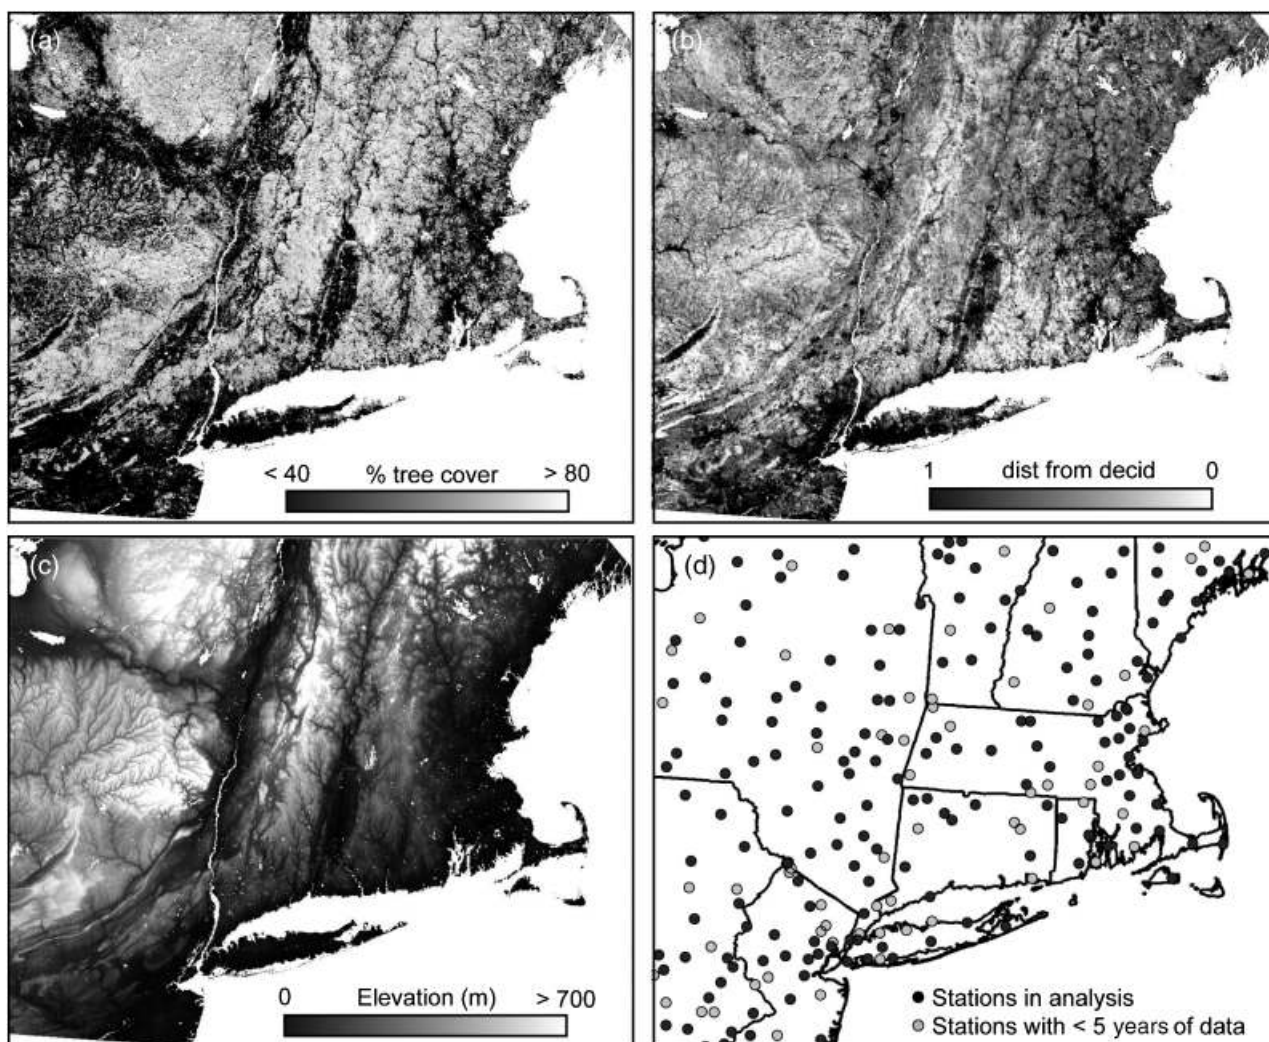 (a)
< 40 % tree cover > 80
(b)
1 dist from decid 0
(c)
0 Elevation (m) > 700
(d)
Stations in analysis
Stations with < 5 years of data